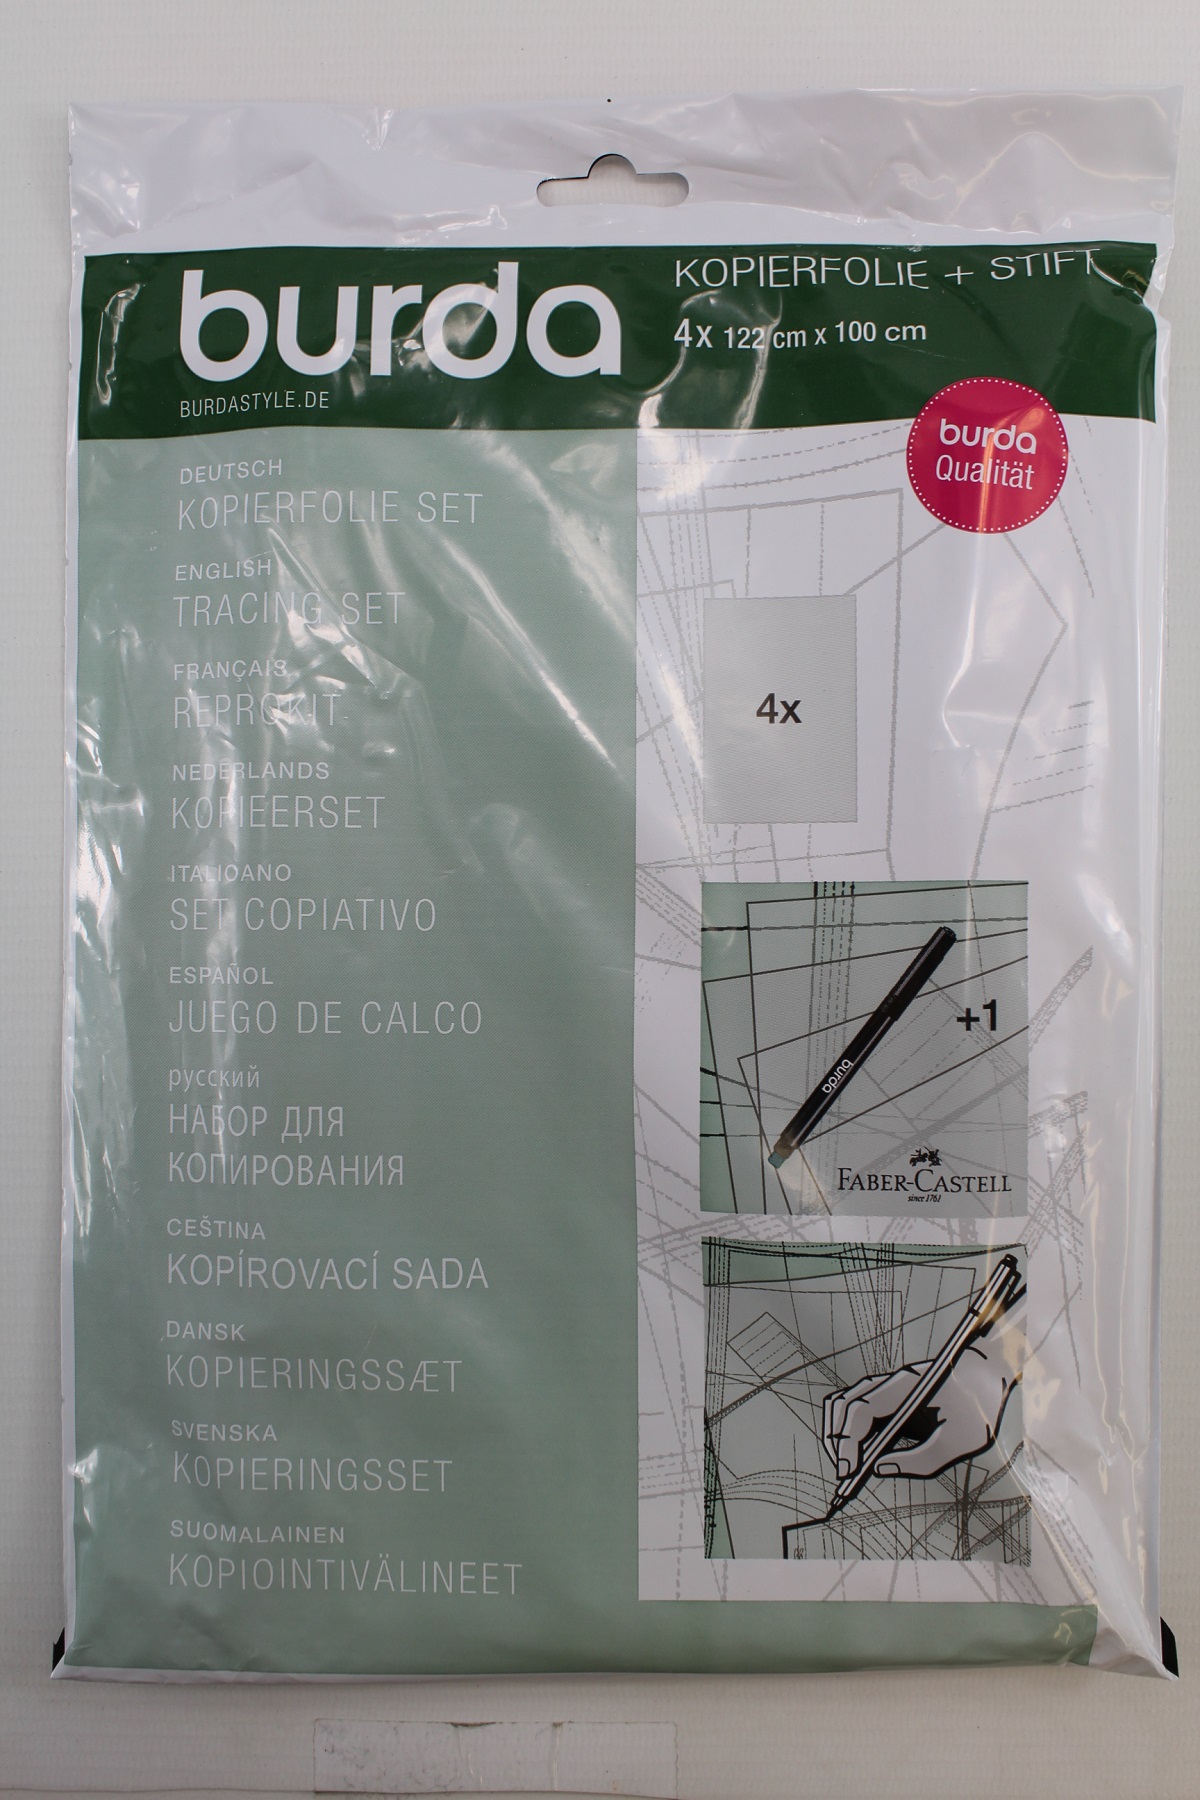 burda
BURDASTYLE.DE
KOPIERFOLIE + STIFT
4x 122 cm x 100 cm
burda
Qualität
DEUTSCH
KOPIERFOLIE SET
ENGLISH
TRACING SET
FRANÇAIS
REPROKIT
NEDERLANDS
KOPIEERSET
ITALIOANO
SET COPIATIVO
ESPAÑOL
JUEGO DE CALCO
русский
НАБОР ДЛЯ
КОПИРОВАНИЯ
CEŠTINA
KOPÍROVACÍ SADA
DANSK
KOPIERINGSSÆT
SVENSKA
KOPIERINGSSET
SUOMALAINEN
KOPIOINTIVÄLINEET
4x
+1
burda
FABER-CASTELL
since 1761